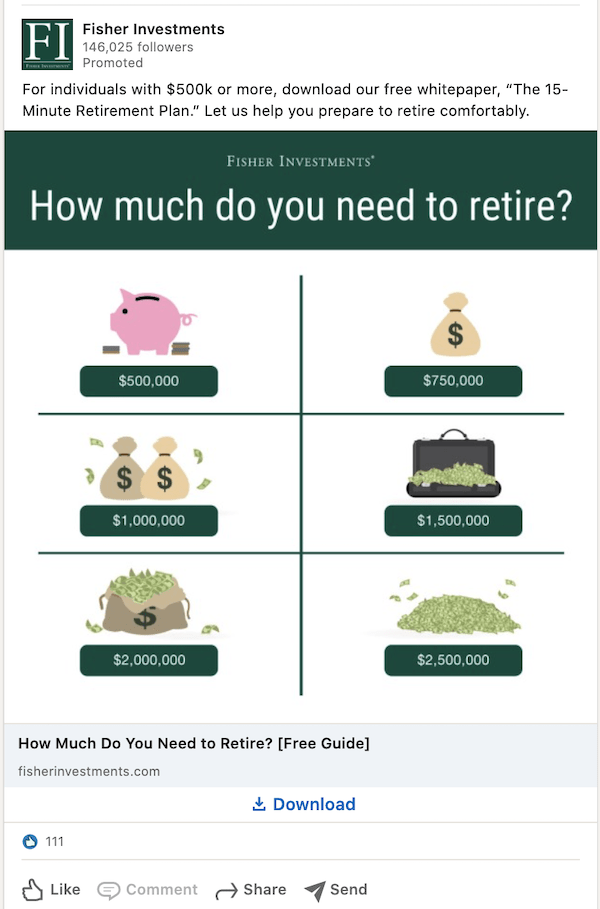 FI
FISHER INVESTMENTS
Fisher Investments
146,025 followers
Promoted
For individuals with $500k or more, download our free whitepaper, “The 15-
Minute Retirement Plan.” Let us help you prepare to retire comfortably.
FISHER INVESTMENTS®
How much do you need to retire?
$
$500,000
$750,000
$ $
$1,000,000
$1,500,000
$
$2,000,000
$2,500,000
How Much Do You Need to Retire? [Free Guide]
fisherinvestments.com
Download
111
Like Comment Share Send